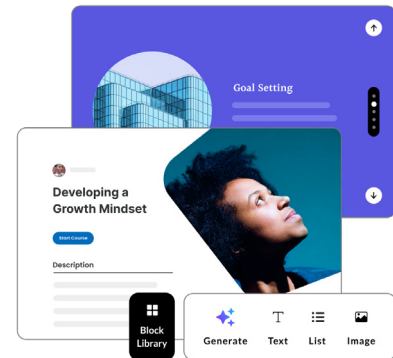 Goal Setting
Developing a
Growth Mindset
Start Course
Description
Block
Library
Generate
Text
List
Image